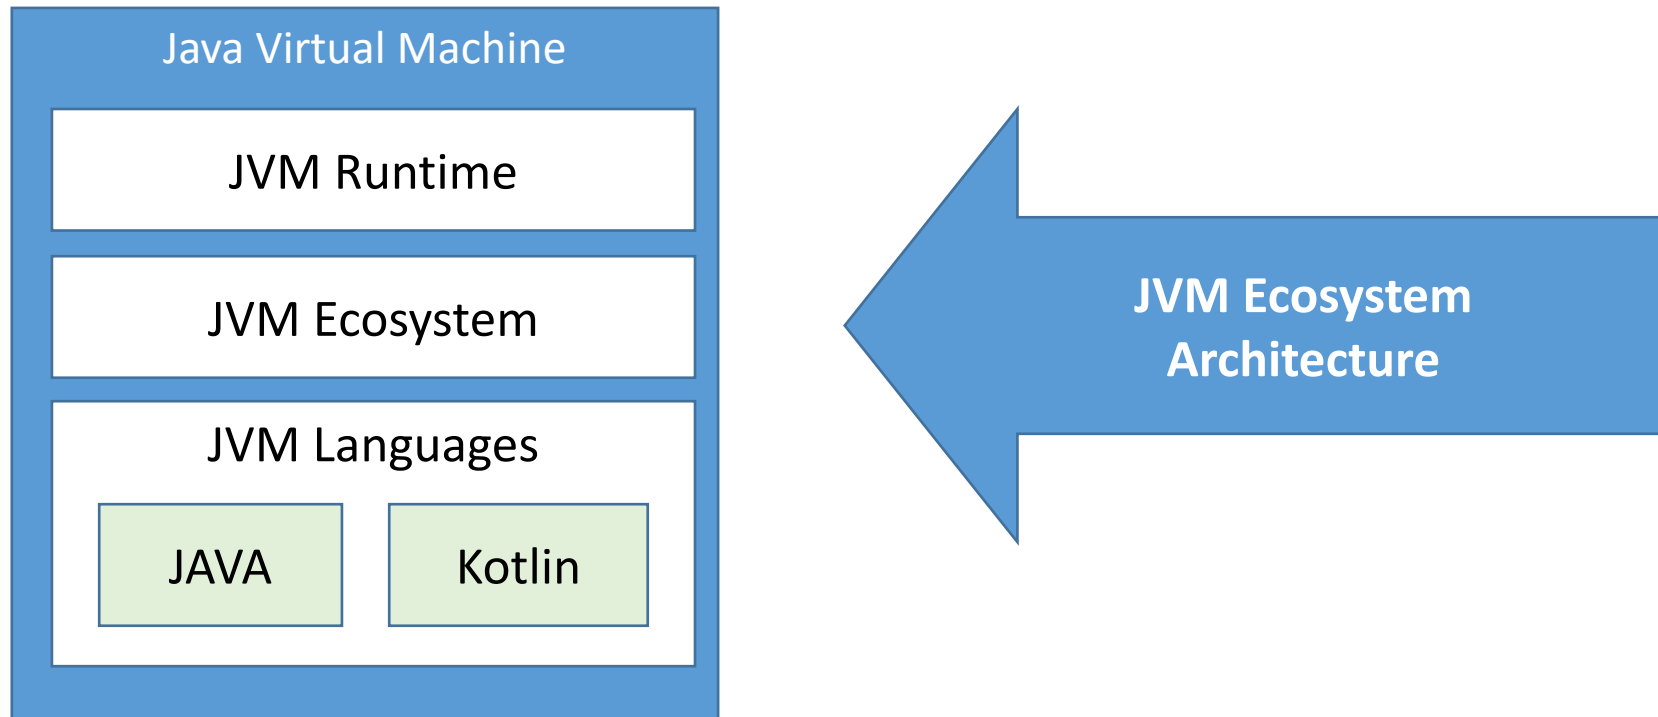 Java Virtual Machine
JVM Runtime
JVM Ecosystem
JVM Languages
JAVA
Kotlin
JVM Ecosystem
Architecture